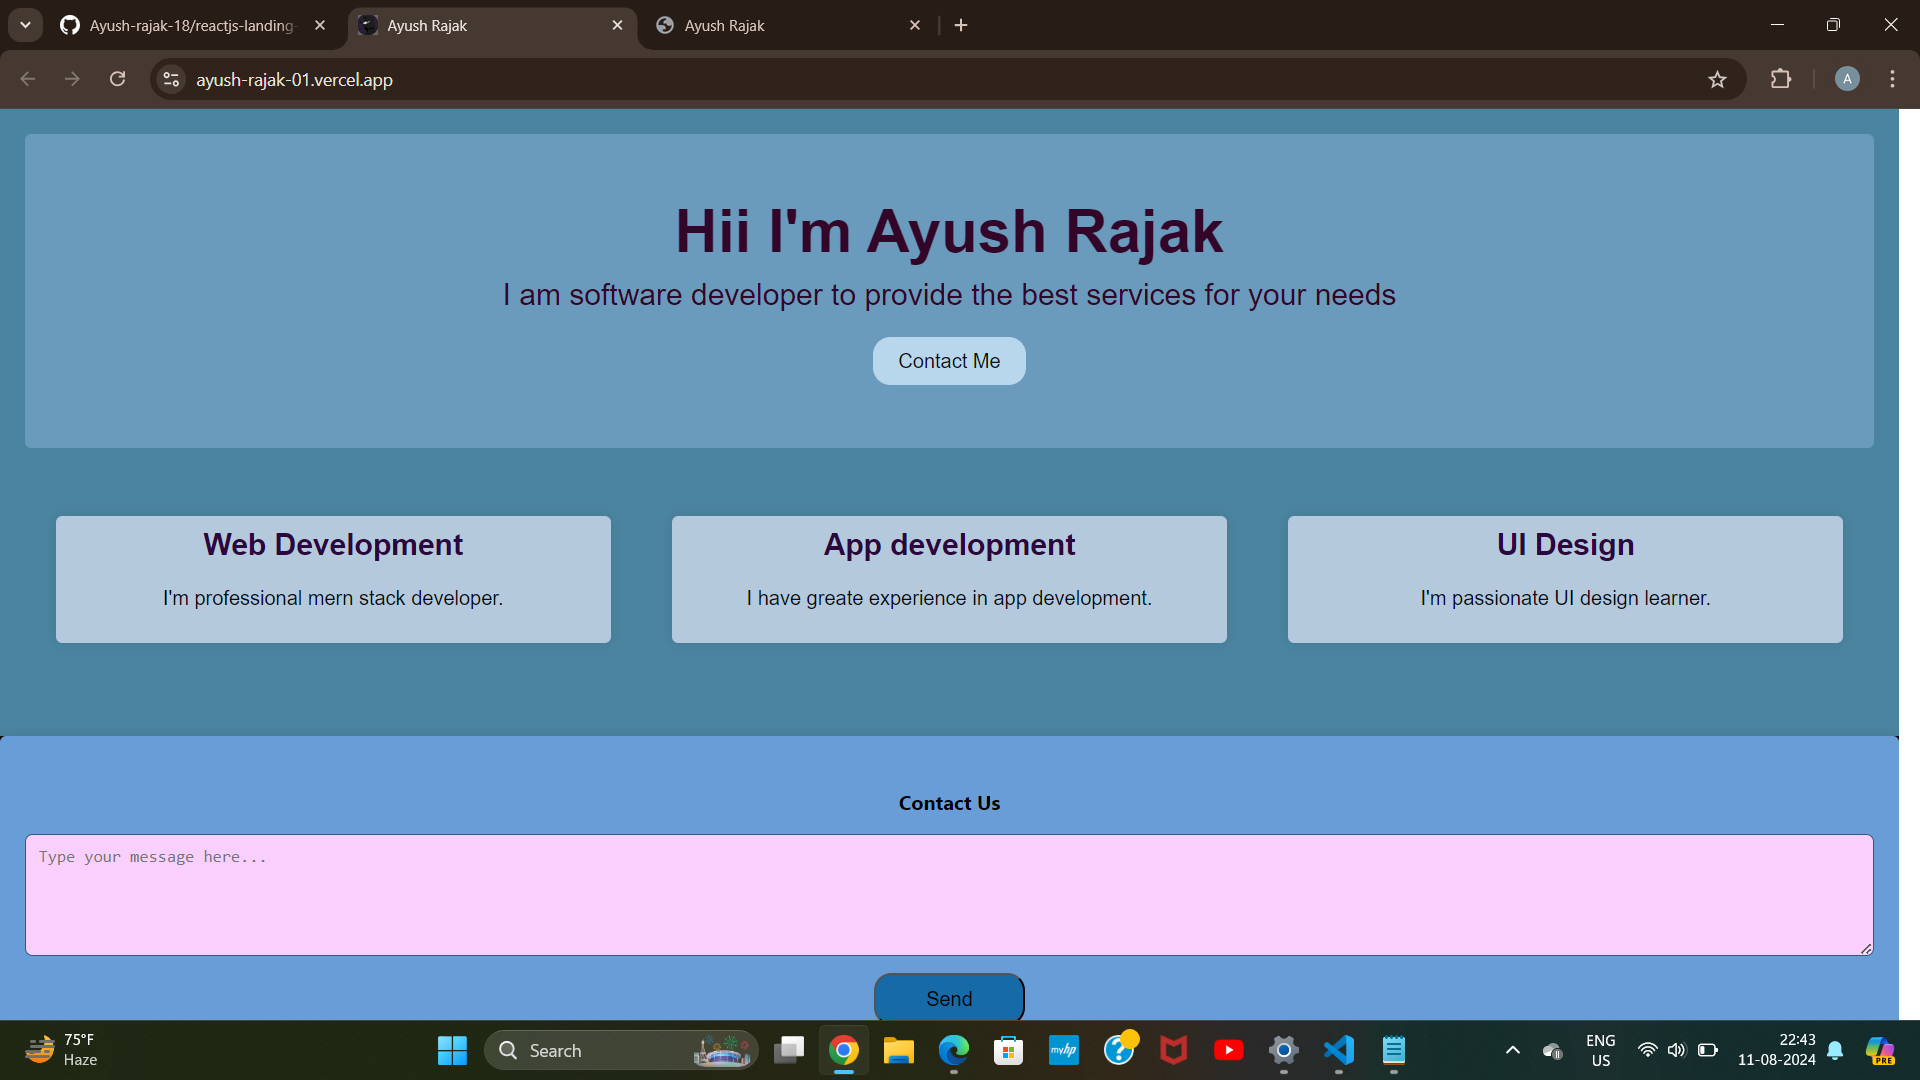 Ayush-rajak-18/reactjs-landing-
Ayush Rajak
Ayush Rajak
ayush-rajak-01.vercel.app
A
Hii I'm Ayush Rajak
I am software developer to provide the best services for your needs
Contact Me
Web Development
I'm professional mern stack developer.
App development
I have greate experience in app development.
UI Design
I'm passionate UI design learner.
Contact Us
Type your message here...
Send
75°F
Haze
Search
myhp
ENG
US
22:43
11-08-2024
PRE